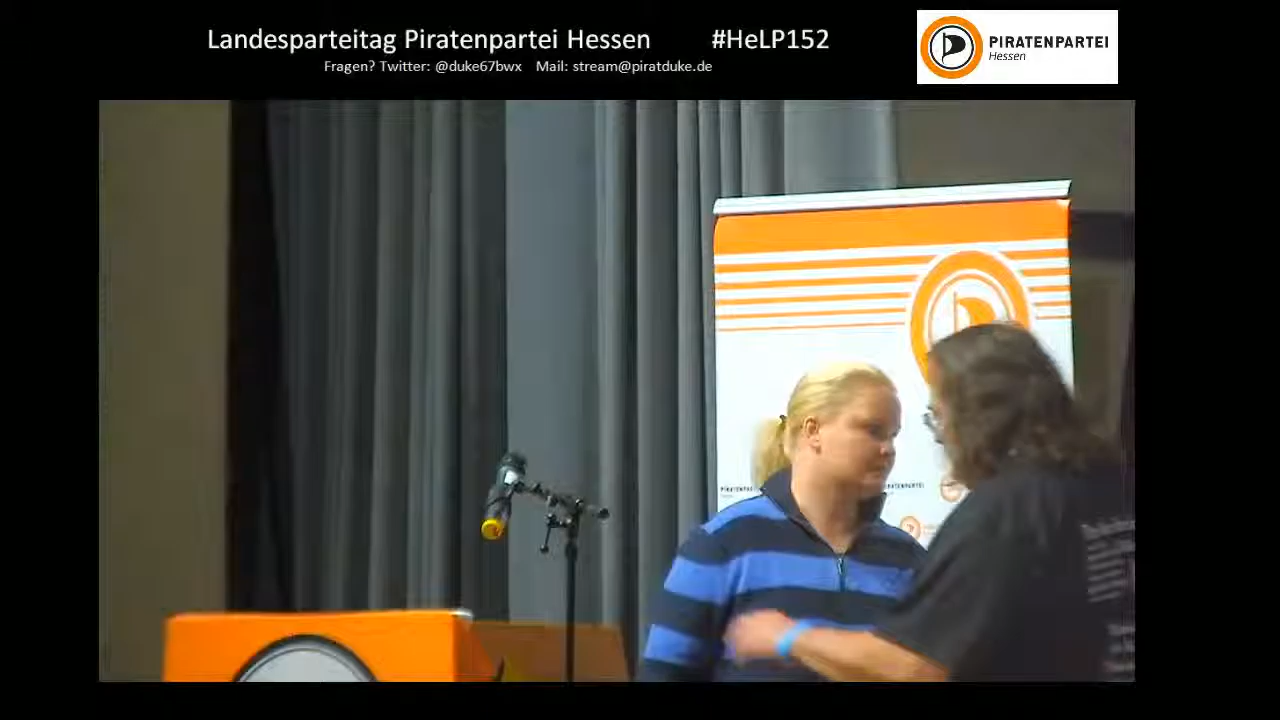 Landesparteitag Piratenpartei Hessen #HeLP152
Fragen? Twitter: @duke67bwx Mail: stream@piratduke.de
PIRATENPARTEI
Hessen